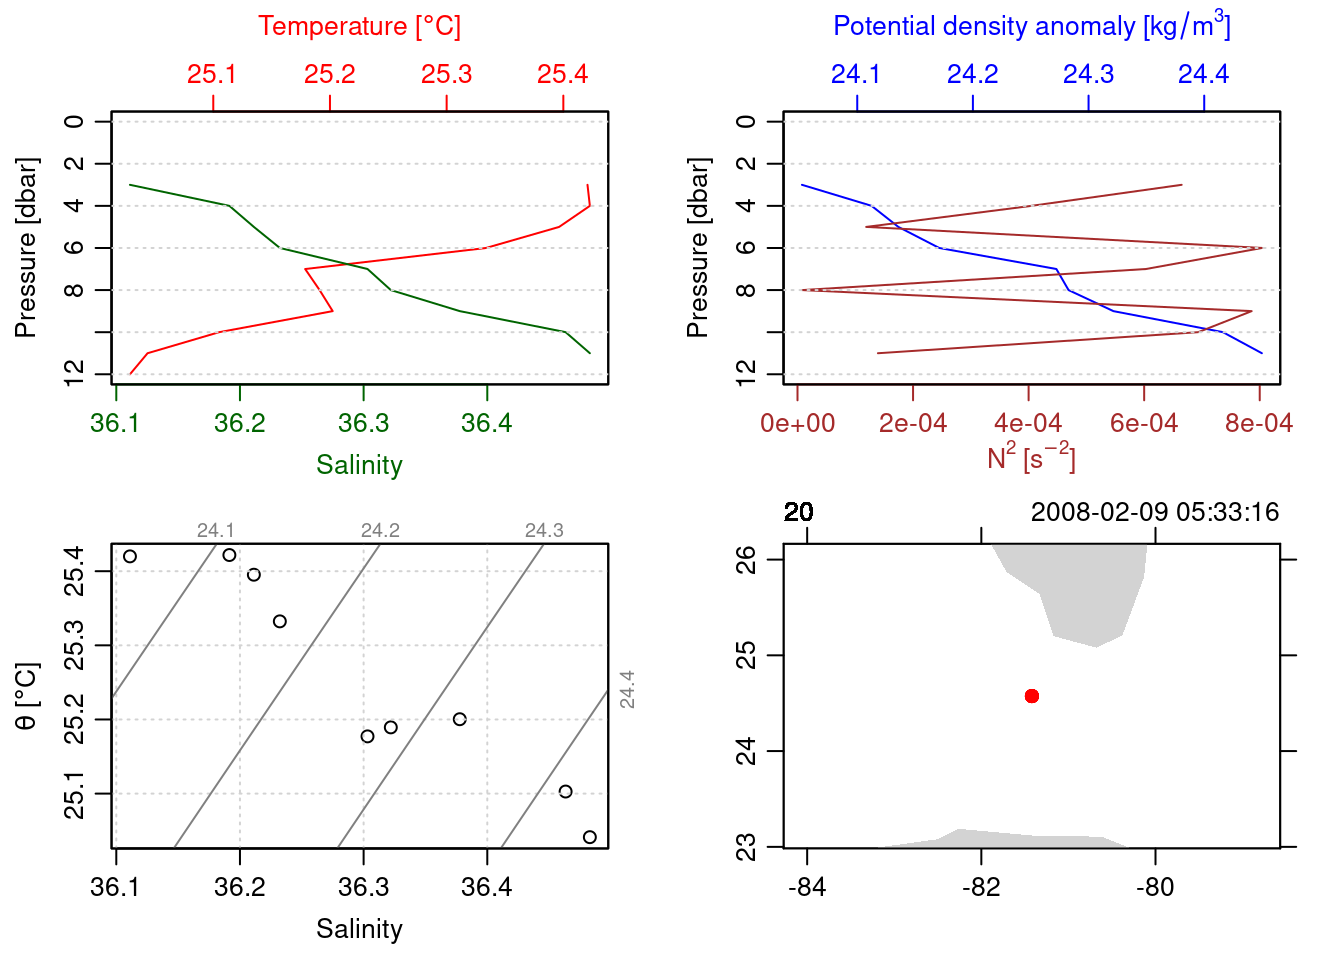 Temperature [°C]
25.1 25.2 25.3 25.4
0
2
4
6
8
12
Pressure [dbar]
36.1 36.2 36.3 36.4
Salinity
Potential density anomaly [kg/m³]
24.1 24.2 24.3 24.4
0
2
4
6
8
12
Pressure [dbar]
0e+00 2e-04 4e-04 6e-04 8e-04
N² [s⁻²]
24.1 24.2 24.3
24.4
25.4
25.3
25.2
25.1
θ [°C]
36.1 36.2 36.3 36.4
Salinity
20 2008-02-09 05:33:16
26
25
24
23
-84 -82 -80